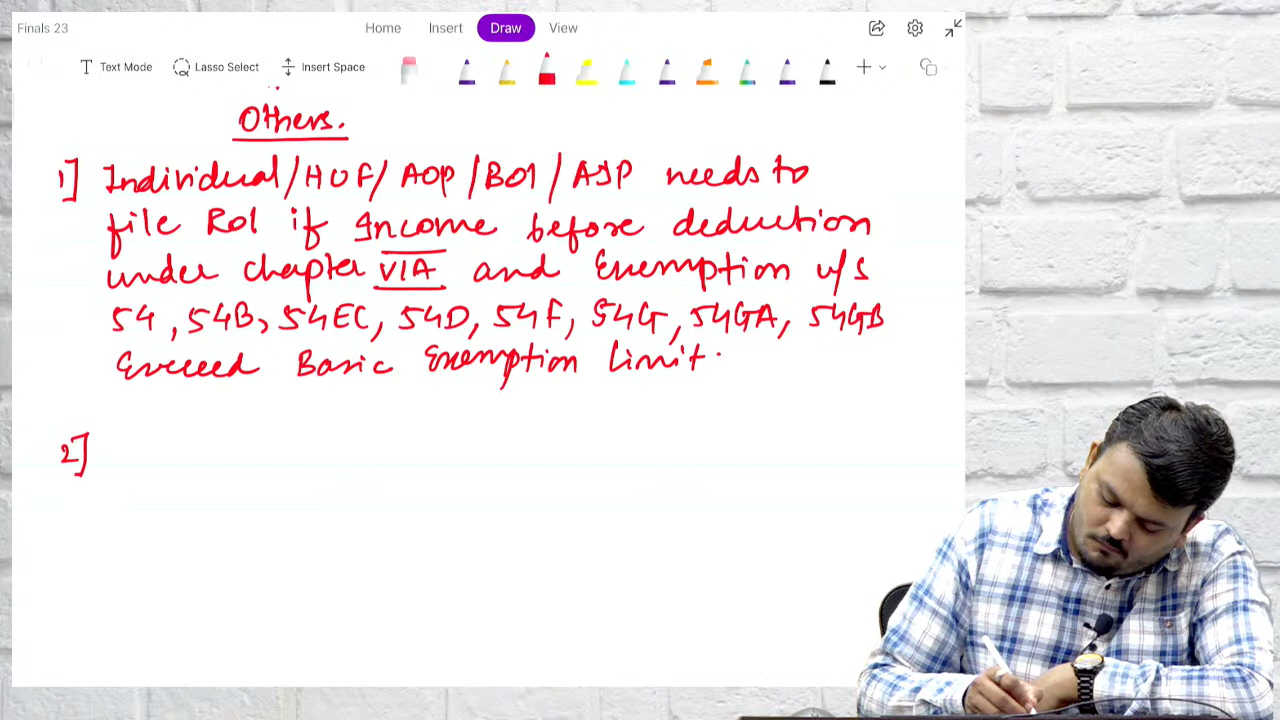 Finals 23
Home Insert Draw View
Text Mode Lasso Select Insert Space
Others.
1] Individual/HUF/AOP/BOI/AJP needs to
file RoI if Income before deduction
under chapter VIA and Exemption u/s
54, 54B, 54EC, 54D, 54F, 54G, 54GA, 54GB
Exceed Basic Exemption limit.
2]